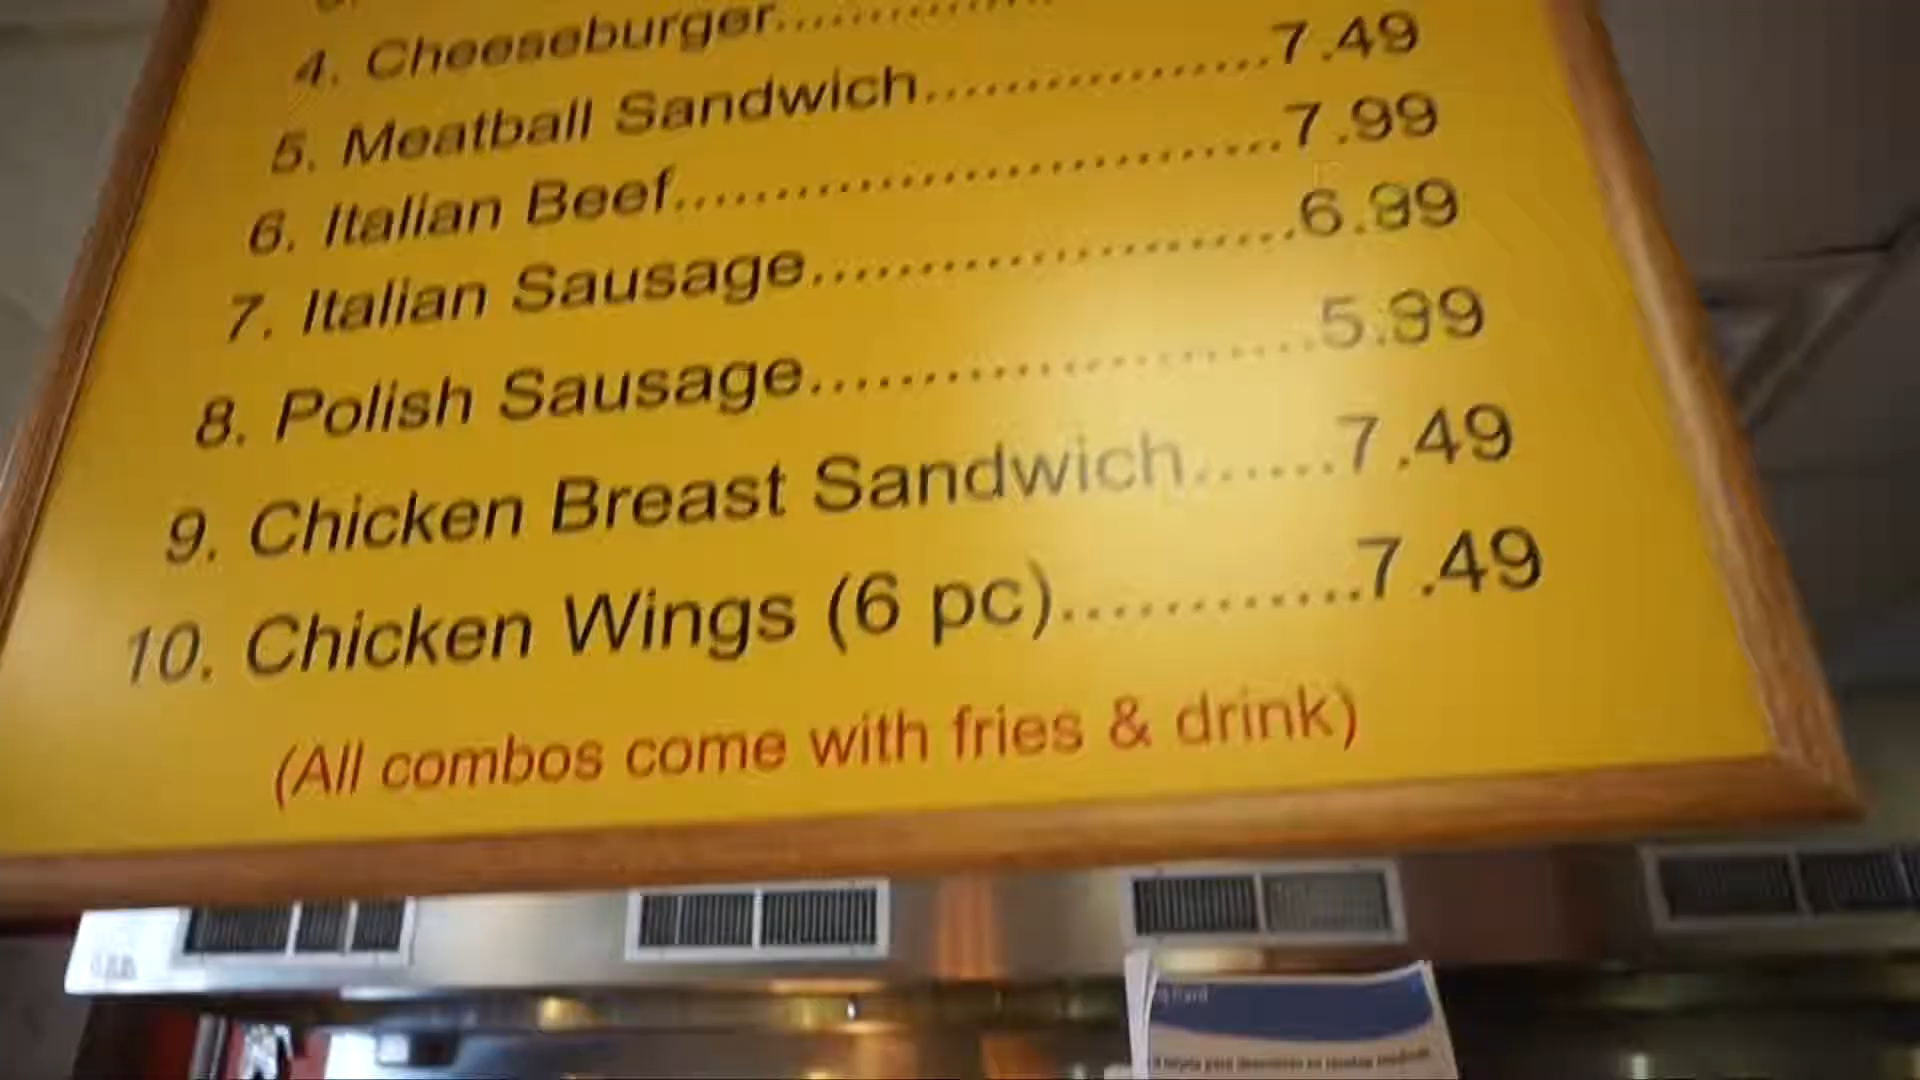 4. Cheeseburger..............
5. Meatball Sandwich.................7.49
6. Italian Beef..............................7.99
7. Italian Sausage........................6.99
8. Polish Sausage........................5.99
9. Chicken Breast Sandwich......7.49
10. Chicken Wings (6 pc).............7.49
(All combos come with fries & drink)